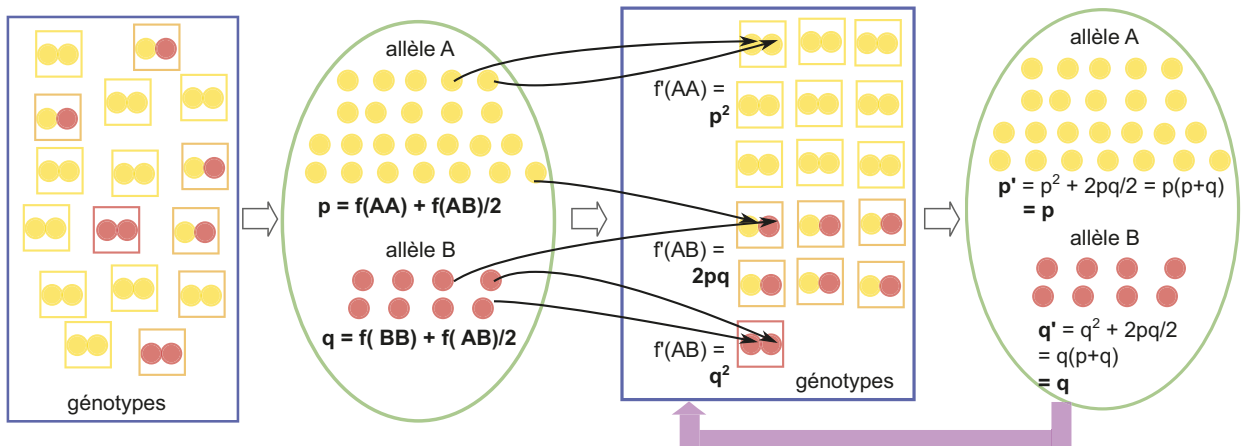 génotypes
allèle A
p = f(AA) + f(AB)/2
allèle B
q = f( BB) + f( AB)/2
f'(AA) =
p²
f'(AB) =
2pq
f'(AB) =
q²
génotypes
allèle A
p' = p² + 2pq/2 = p(p+q)
= p
allèle B
q' = q² + 2pq/2
= q(p+q)
= q